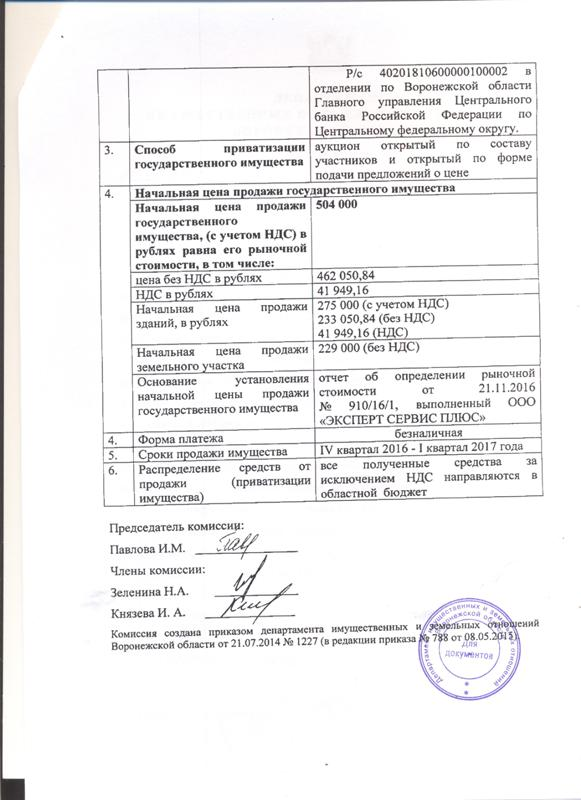 Р/с 40201810600000100002 в
отделении по Воронежской области
Главного управления Центрального
банка Российской Федерации по
Центральному федеральному округу.
3. Способ приватизации
государственного имущества
аукцион открытый по составу
участников и открытый по форме
подачи предложений о цене
4. Начальная цена продажи государственного имущества
Начальная цена продажи
государственного
имущества, (с учетом НДС) в
рублях равна его рыночной
стоимости, в том числе:
504 000
цена без НДС в рублях
462 050,84
НДС в рублях
41 949,16
Начальная цена продажи
зданий, в рублях
275 000 (с учетом НДС)
233 050,84 (без НДС)
41 949,16 (НДС)
Начальная цена продажи
земельного участка
229 000 (без НДС)
Основание установления
начальной цены продажи
государственного имущества
отчет об определении рыночной
стоимости от 21.11.2016
№ 910/16/1, выполненный ООО
«ЭКСПЕРТ СЕРВИС ПЛЮС»
4. Форма платежа
безналичная
5. Сроки продажи имущества
IV квартал 2016 - I квартал 2017 года
6. Распределение средств от
продажи (приватизации
имущества)
все полученные средства за
исключением НДС направляются в
областной бюджет
Председатель комиссии:
Павлова И.М.
Члены комиссии:
Зеленина Н.А.
Князева И. А.
Комиссия создана приказом департамента имущественных и земельных отношений
Воронежской области от 21.07.2014 № 1227 (в редакции приказа № 788 от 08.05.2015)
Департамент имущественных и земельных отношений
Воронежской области
Для
документов